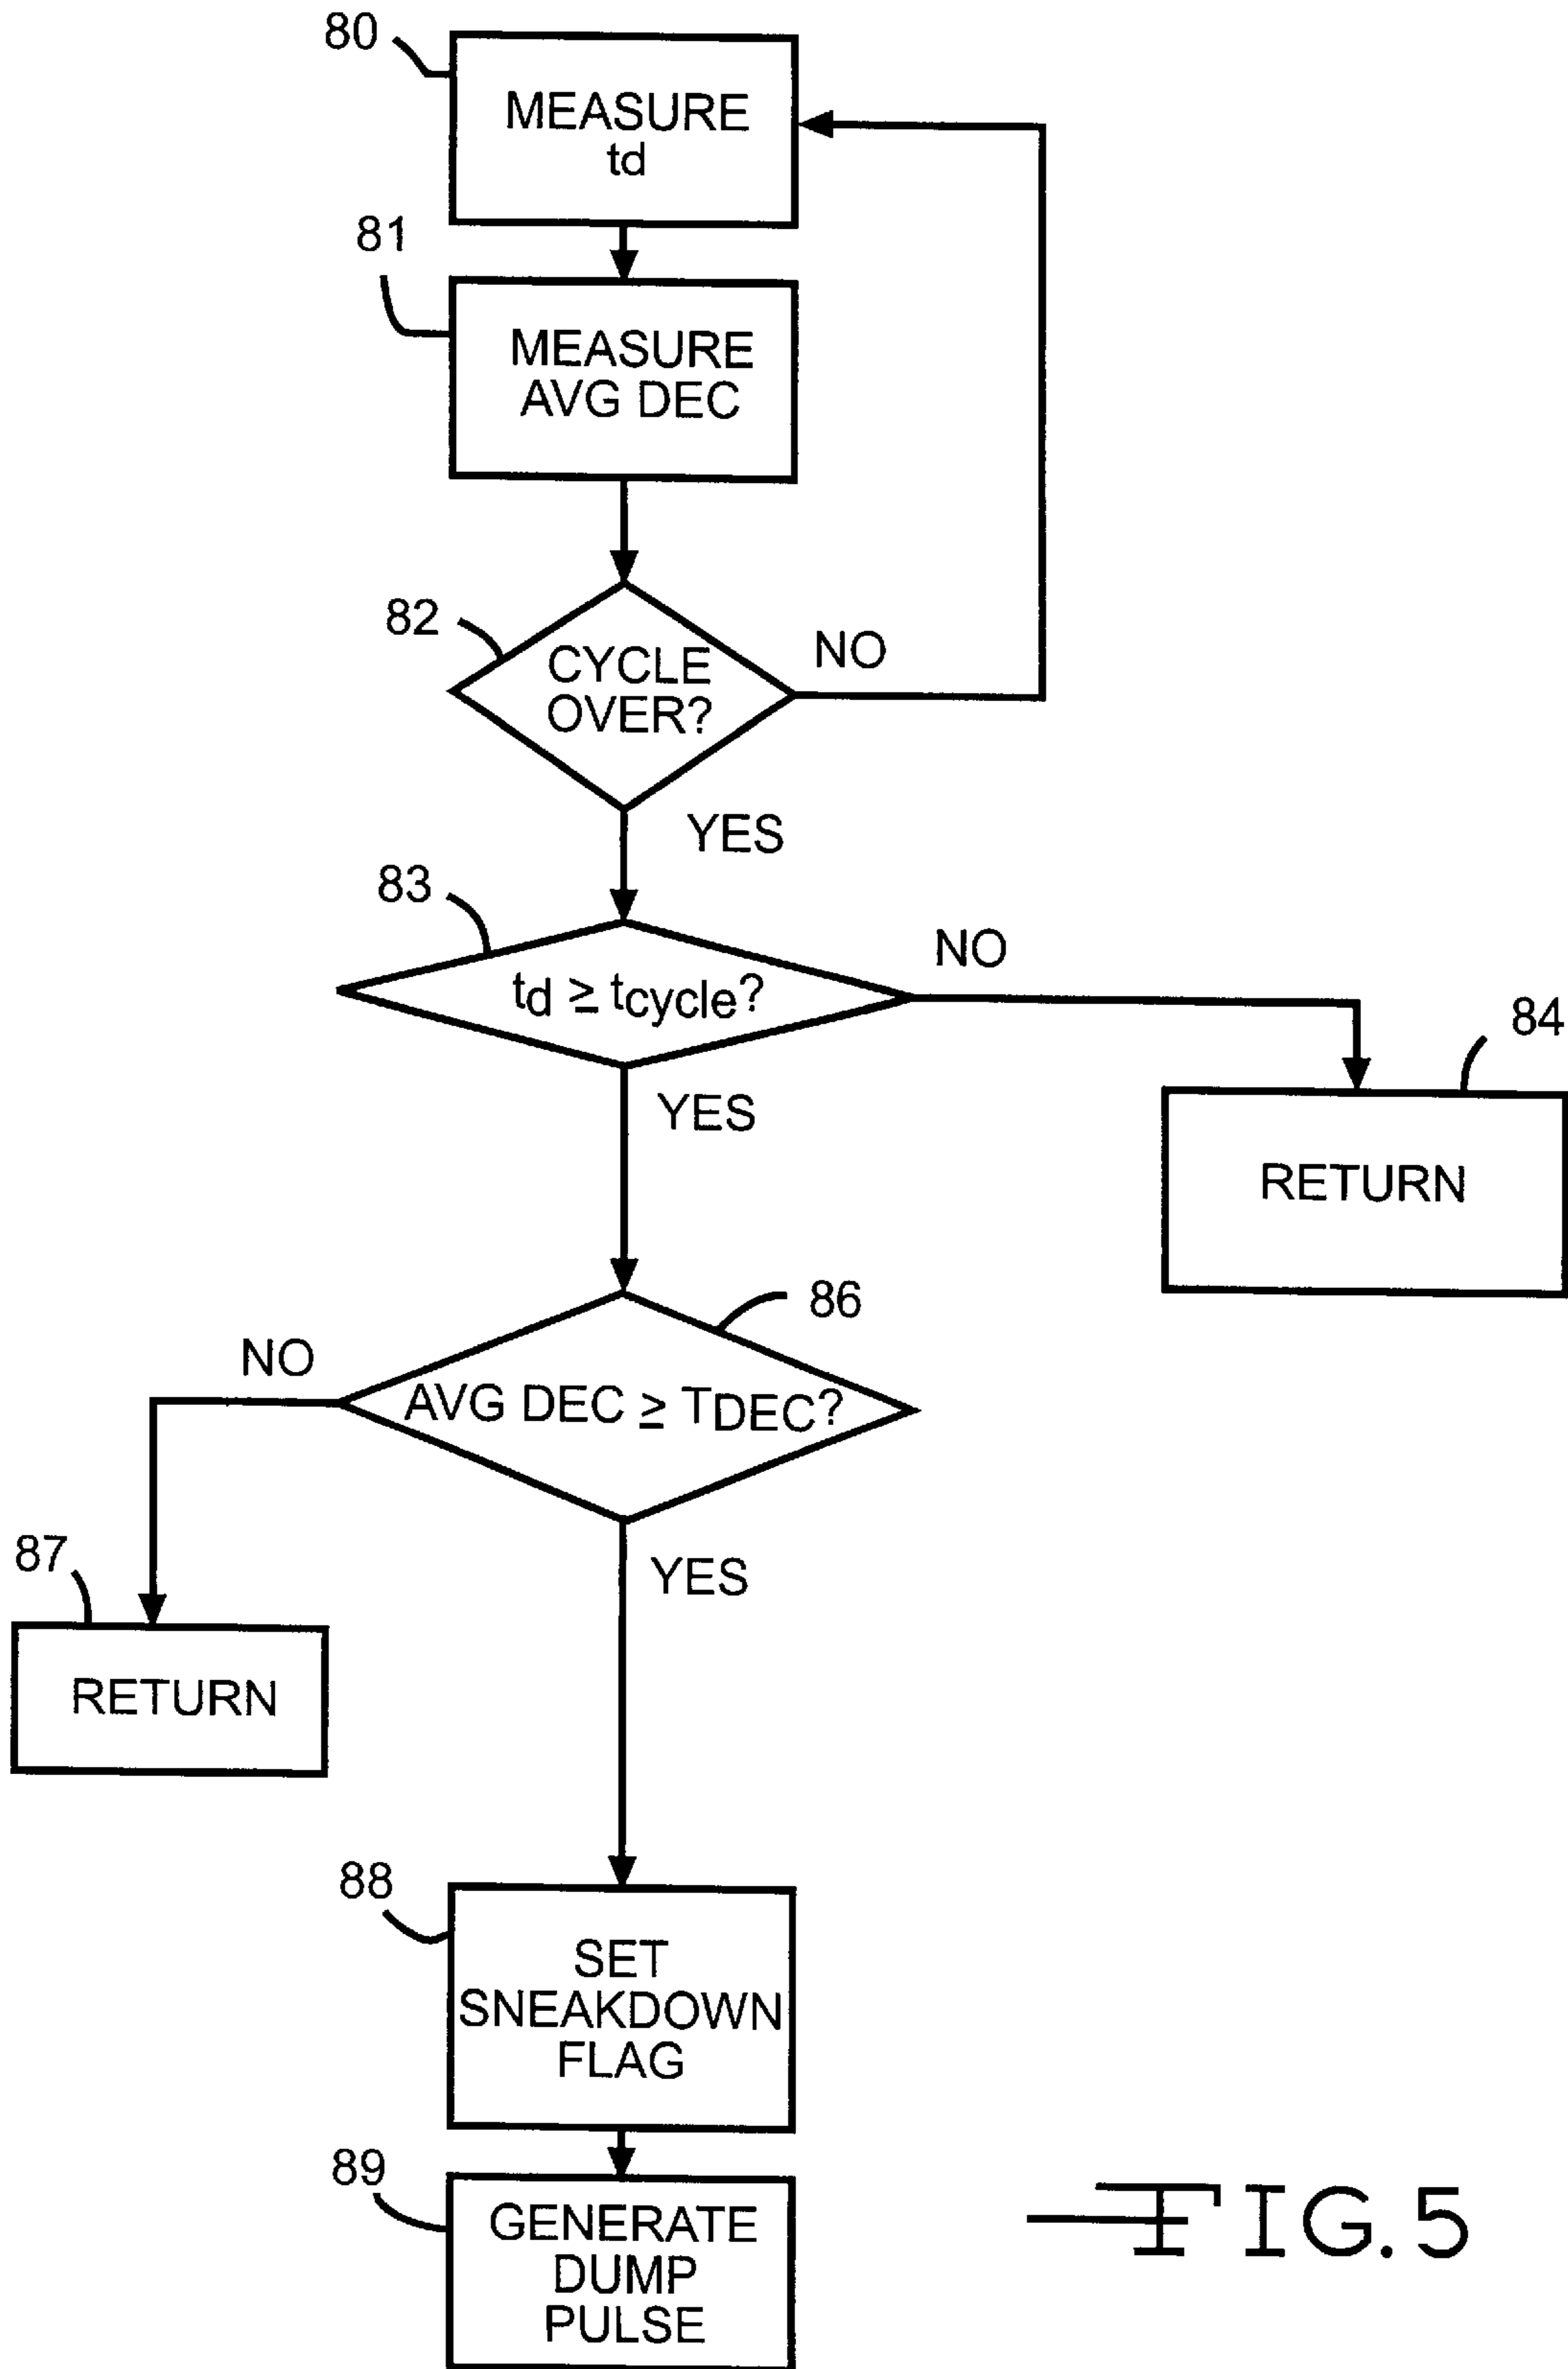 80
MEASURE
td
81
MEASURE
AVG DEC
82
CYCLE
OVER?
NO
YES
83
td ≥ tcycle?
NO
84
YES
RETURN
86
NO
AVG DEC ≥ TDEC?
87
YES
RETURN
88
SET
SNEAKDOWN
FLAG
89
GENERATE
DUMP
PULSE
FIG. 5